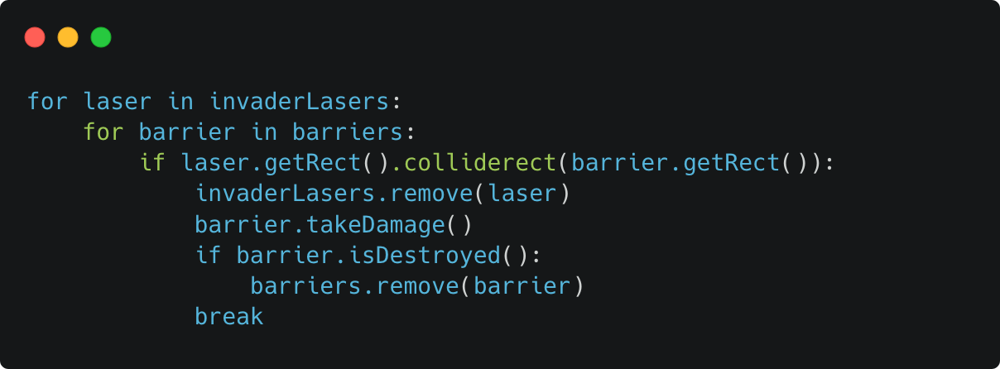 for laser in invaderLasers:
    for barrier in barriers:
        if laser.getRect().colliderect(barrier.getRect()):
            invaderLasers.remove(laser)
            barrier.takeDamage()
            if barrier.isDestroyed():
                barriers.remove(barrier)
            break